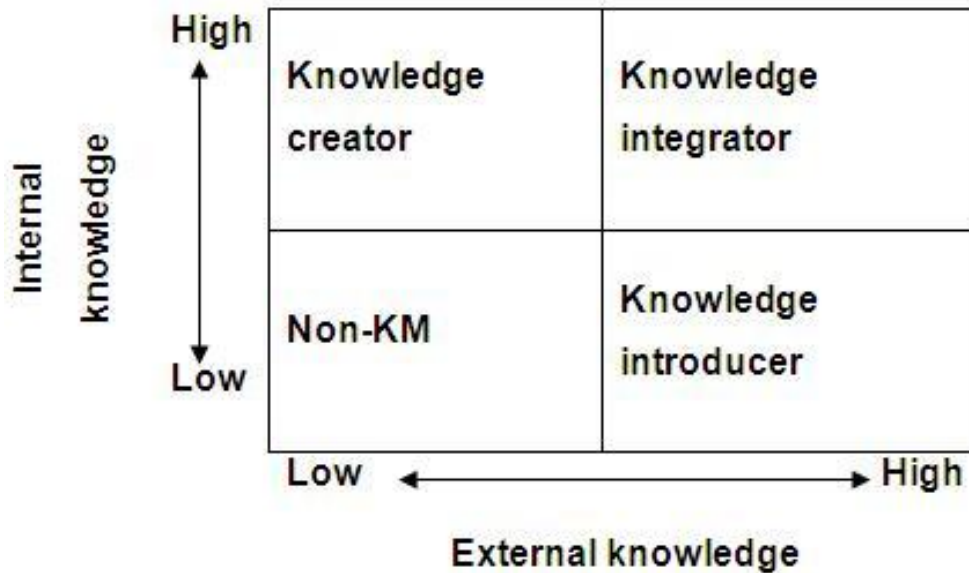 High
Knowledge
creator
Knowledge
integrator
Internal
knowledge
Non-KM
Knowledge
introducer
Low
Low
High
External knowledge